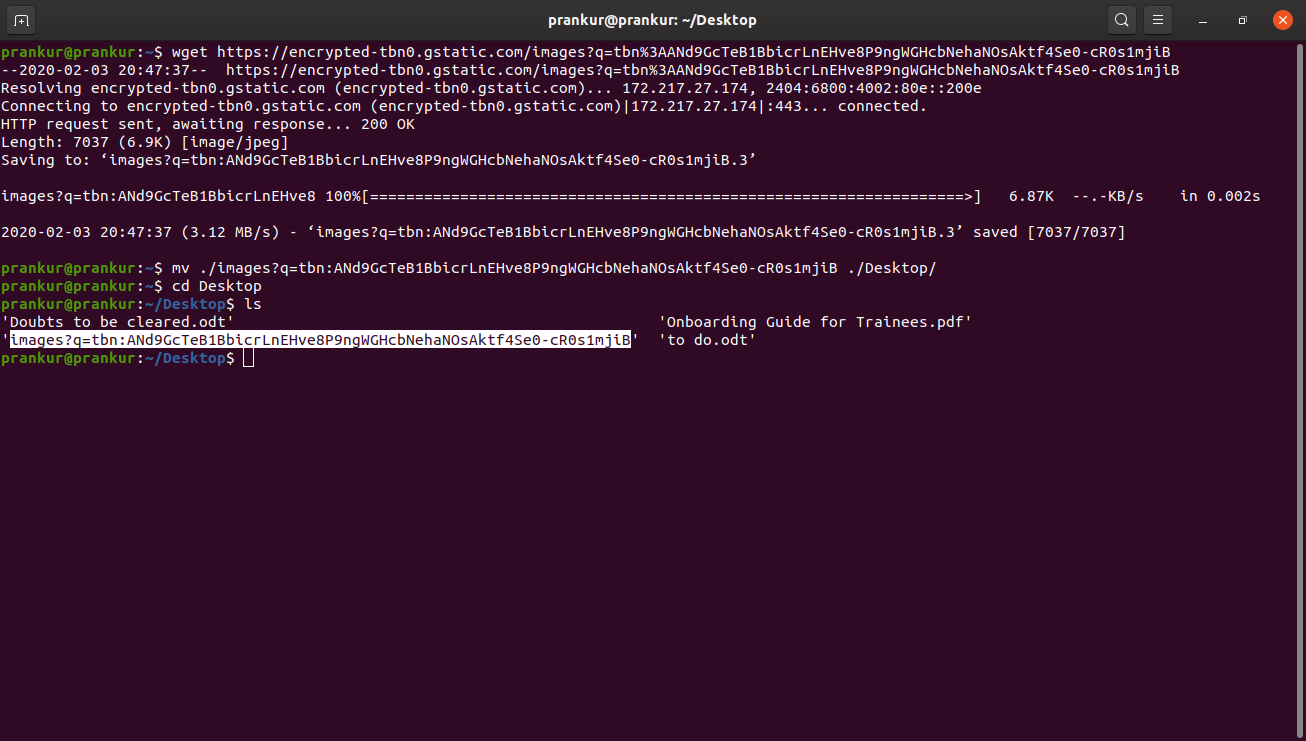 prankur@prankur: ~/Desktop
prankur@prankur:~$ wget https://encrypted-tbn0.gstatic.com/images?q=tbn%3AANd9GcTeB1BbicrLnEHve8P9ngWGHcbNehaNOsAktf4Se0-cR0s1mjiB
--2020-02-03 20:47:37--  https://encrypted-tbn0.gstatic.com/images?q=tbn%3AANd9GcTeB1BbicrLnEHve8P9ngWGHcbNehaNOsAktf4Se0-cR0s1mjiB
Resolving encrypted-tbn0.gstatic.com (encrypted-tbn0.gstatic.com)... 172.217.27.174, 2404:6800:4002:80e::200e
Connecting to encrypted-tbn0.gstatic.com (encrypted-tbn0.gstatic.com)|172.217.27.174|:443... connected.
HTTP request sent, awaiting response... 200 OK
Length: 7037 (6.9K) [image/jpeg]
Saving to: ‘images?q=tbn:ANd9GcTeB1BbicrLnEHve8P9ngWGHcbNehaNOsAktf4Se0-cR0s1mjiB.3’
images?q=tbn:ANd9GcTeB1BbicrLnEHve8 100%[==================================================================>]   6.87K  --.-KB/s    in 0.002s
2020-02-03 20:47:37 (3.12 MB/s) - ‘images?q=tbn:ANd9GcTeB1BbicrLnEHve8P9ngWGHcbNehaNOsAktf4Se0-cR0s1mjiB.3’ saved [7037/7037]
prankur@prankur:~$ mv ./images?q=tbn:ANd9GcTeB1BbicrLnEHve8P9ngWGHcbNehaNOsAktf4Se0-cR0s1mjiB ./Desktop/
prankur@prankur:~$ cd Desktop
prankur@prankur:~/Desktop$ ls
'Doubts to be cleared.odt' 'Onboarding Guide for Trainees.pdf'
'images?q=tbn:ANd9GcTeB1BbicrLnEHve8P9ngWGHcbNehaNOsAktf4Se0-cR0s1mjiB' 'to do.odt'
prankur@prankur:~/Desktop$